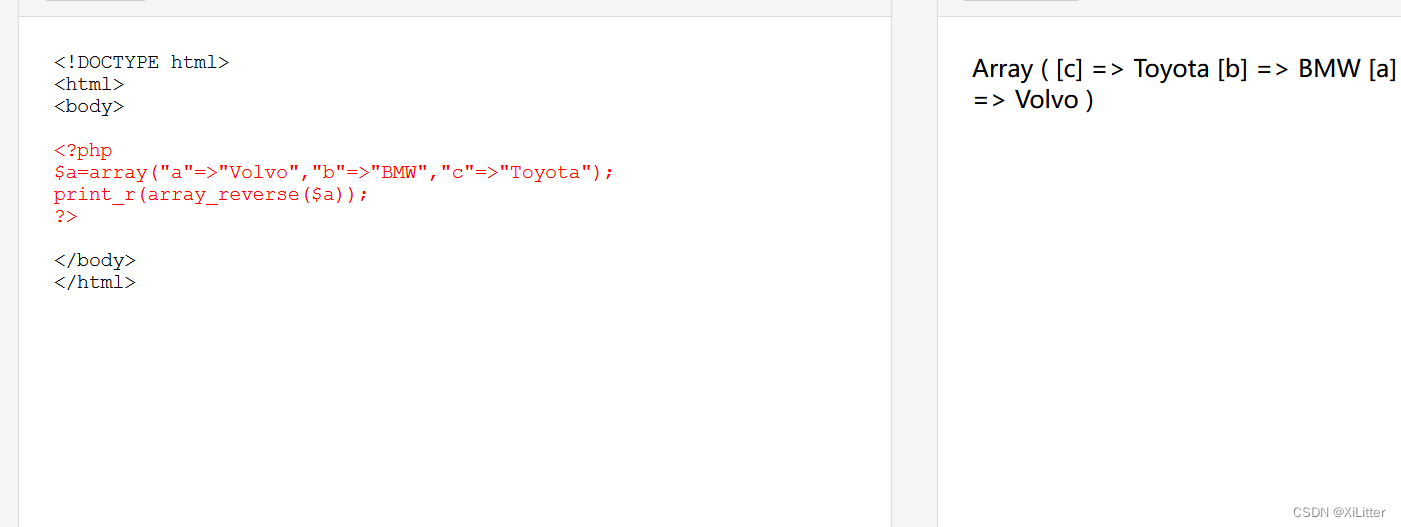 <!DOCTYPE html>
<html>
<body>
<?php
$a=array("a"=>"Volvo","b"=>"BMW","c"=>"Toyota");
print_r(array_reverse($a));
?>
</body>
</html>
Array ( [c] => Toyota [b] => BMW [a]
=> Volvo )
CSDN @XiLitter